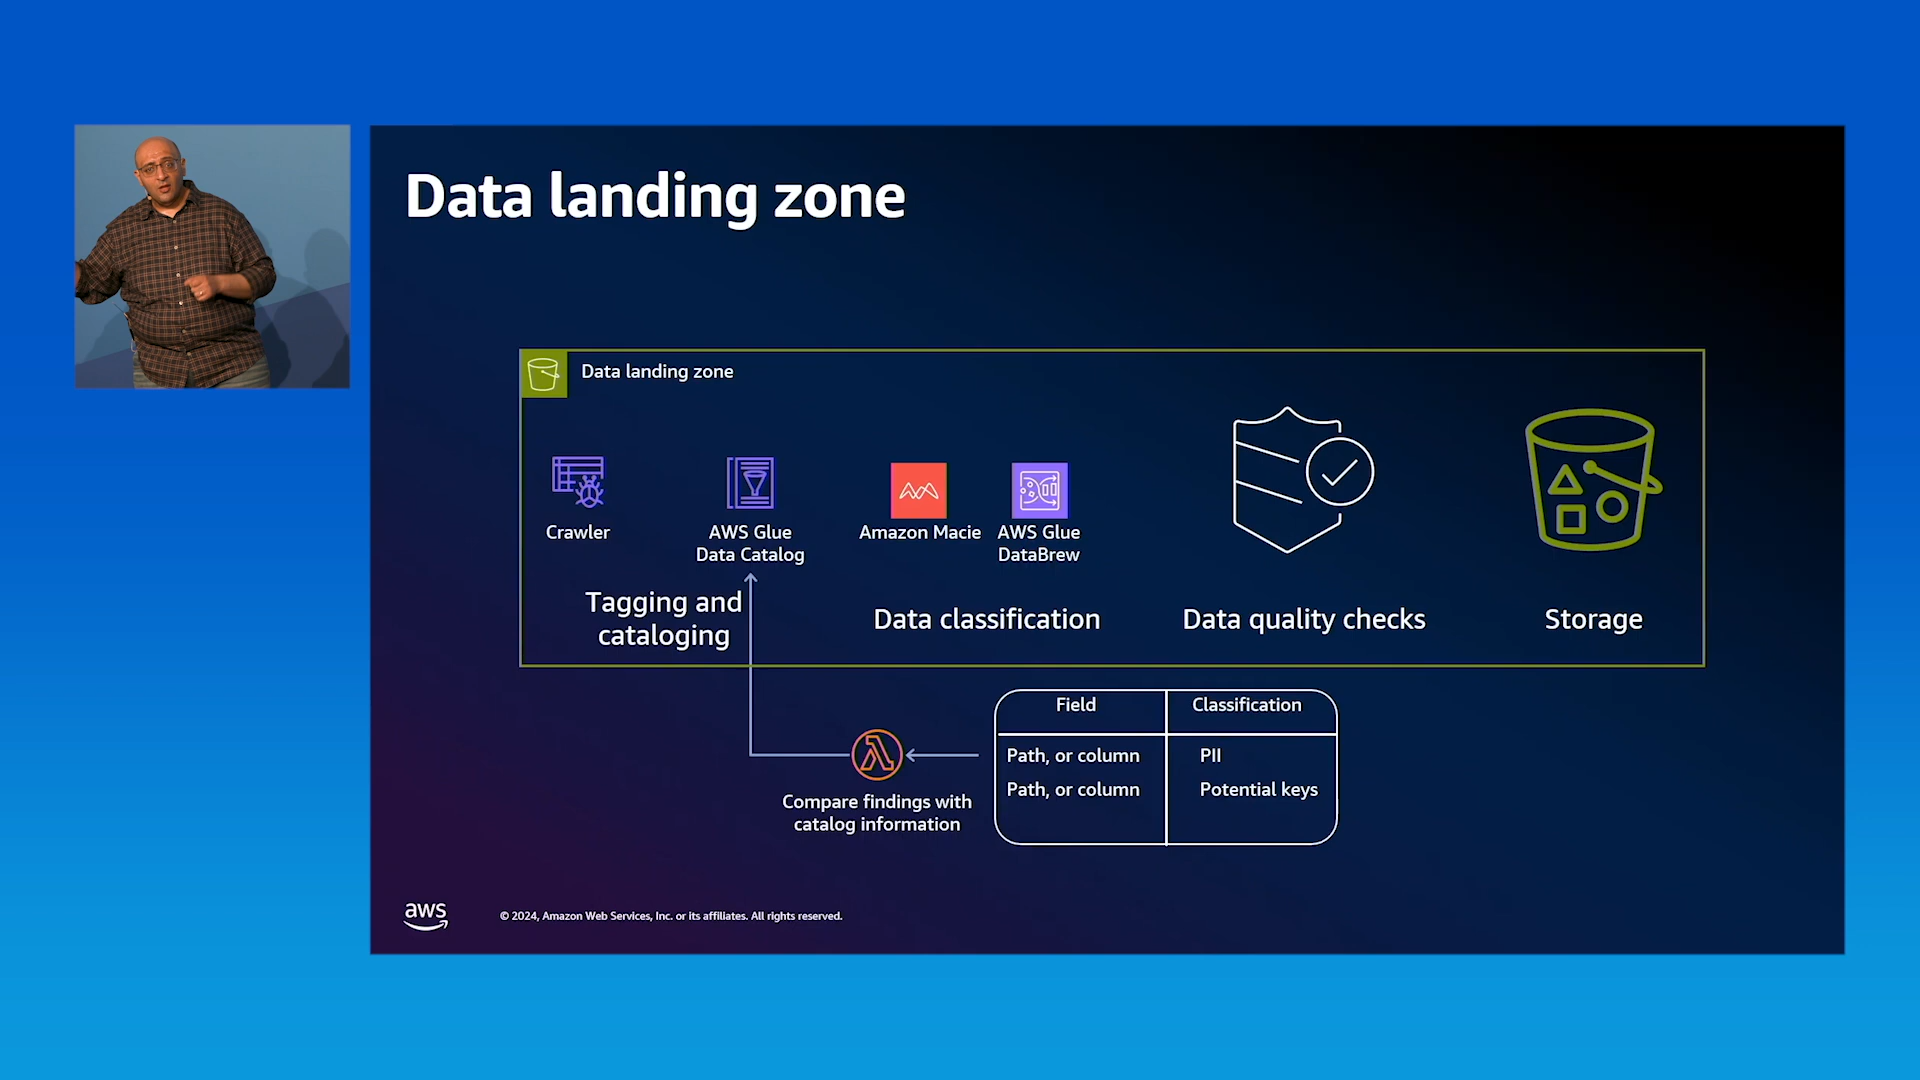 Data landing zone
Data landing zone
Crawler
AWS Glue
Data Catalog
Amazon Macie
AWS Glue
DataBrew
Tagging and
cataloging
Data classification
Data quality checks
Storage
Field
Classification
Path, or column
PII
Path, or column
Potential keys
Compare findings with
catalog information
aws
© 2024, Amazon Web Services, Inc. or its affiliates. All rights reserved.